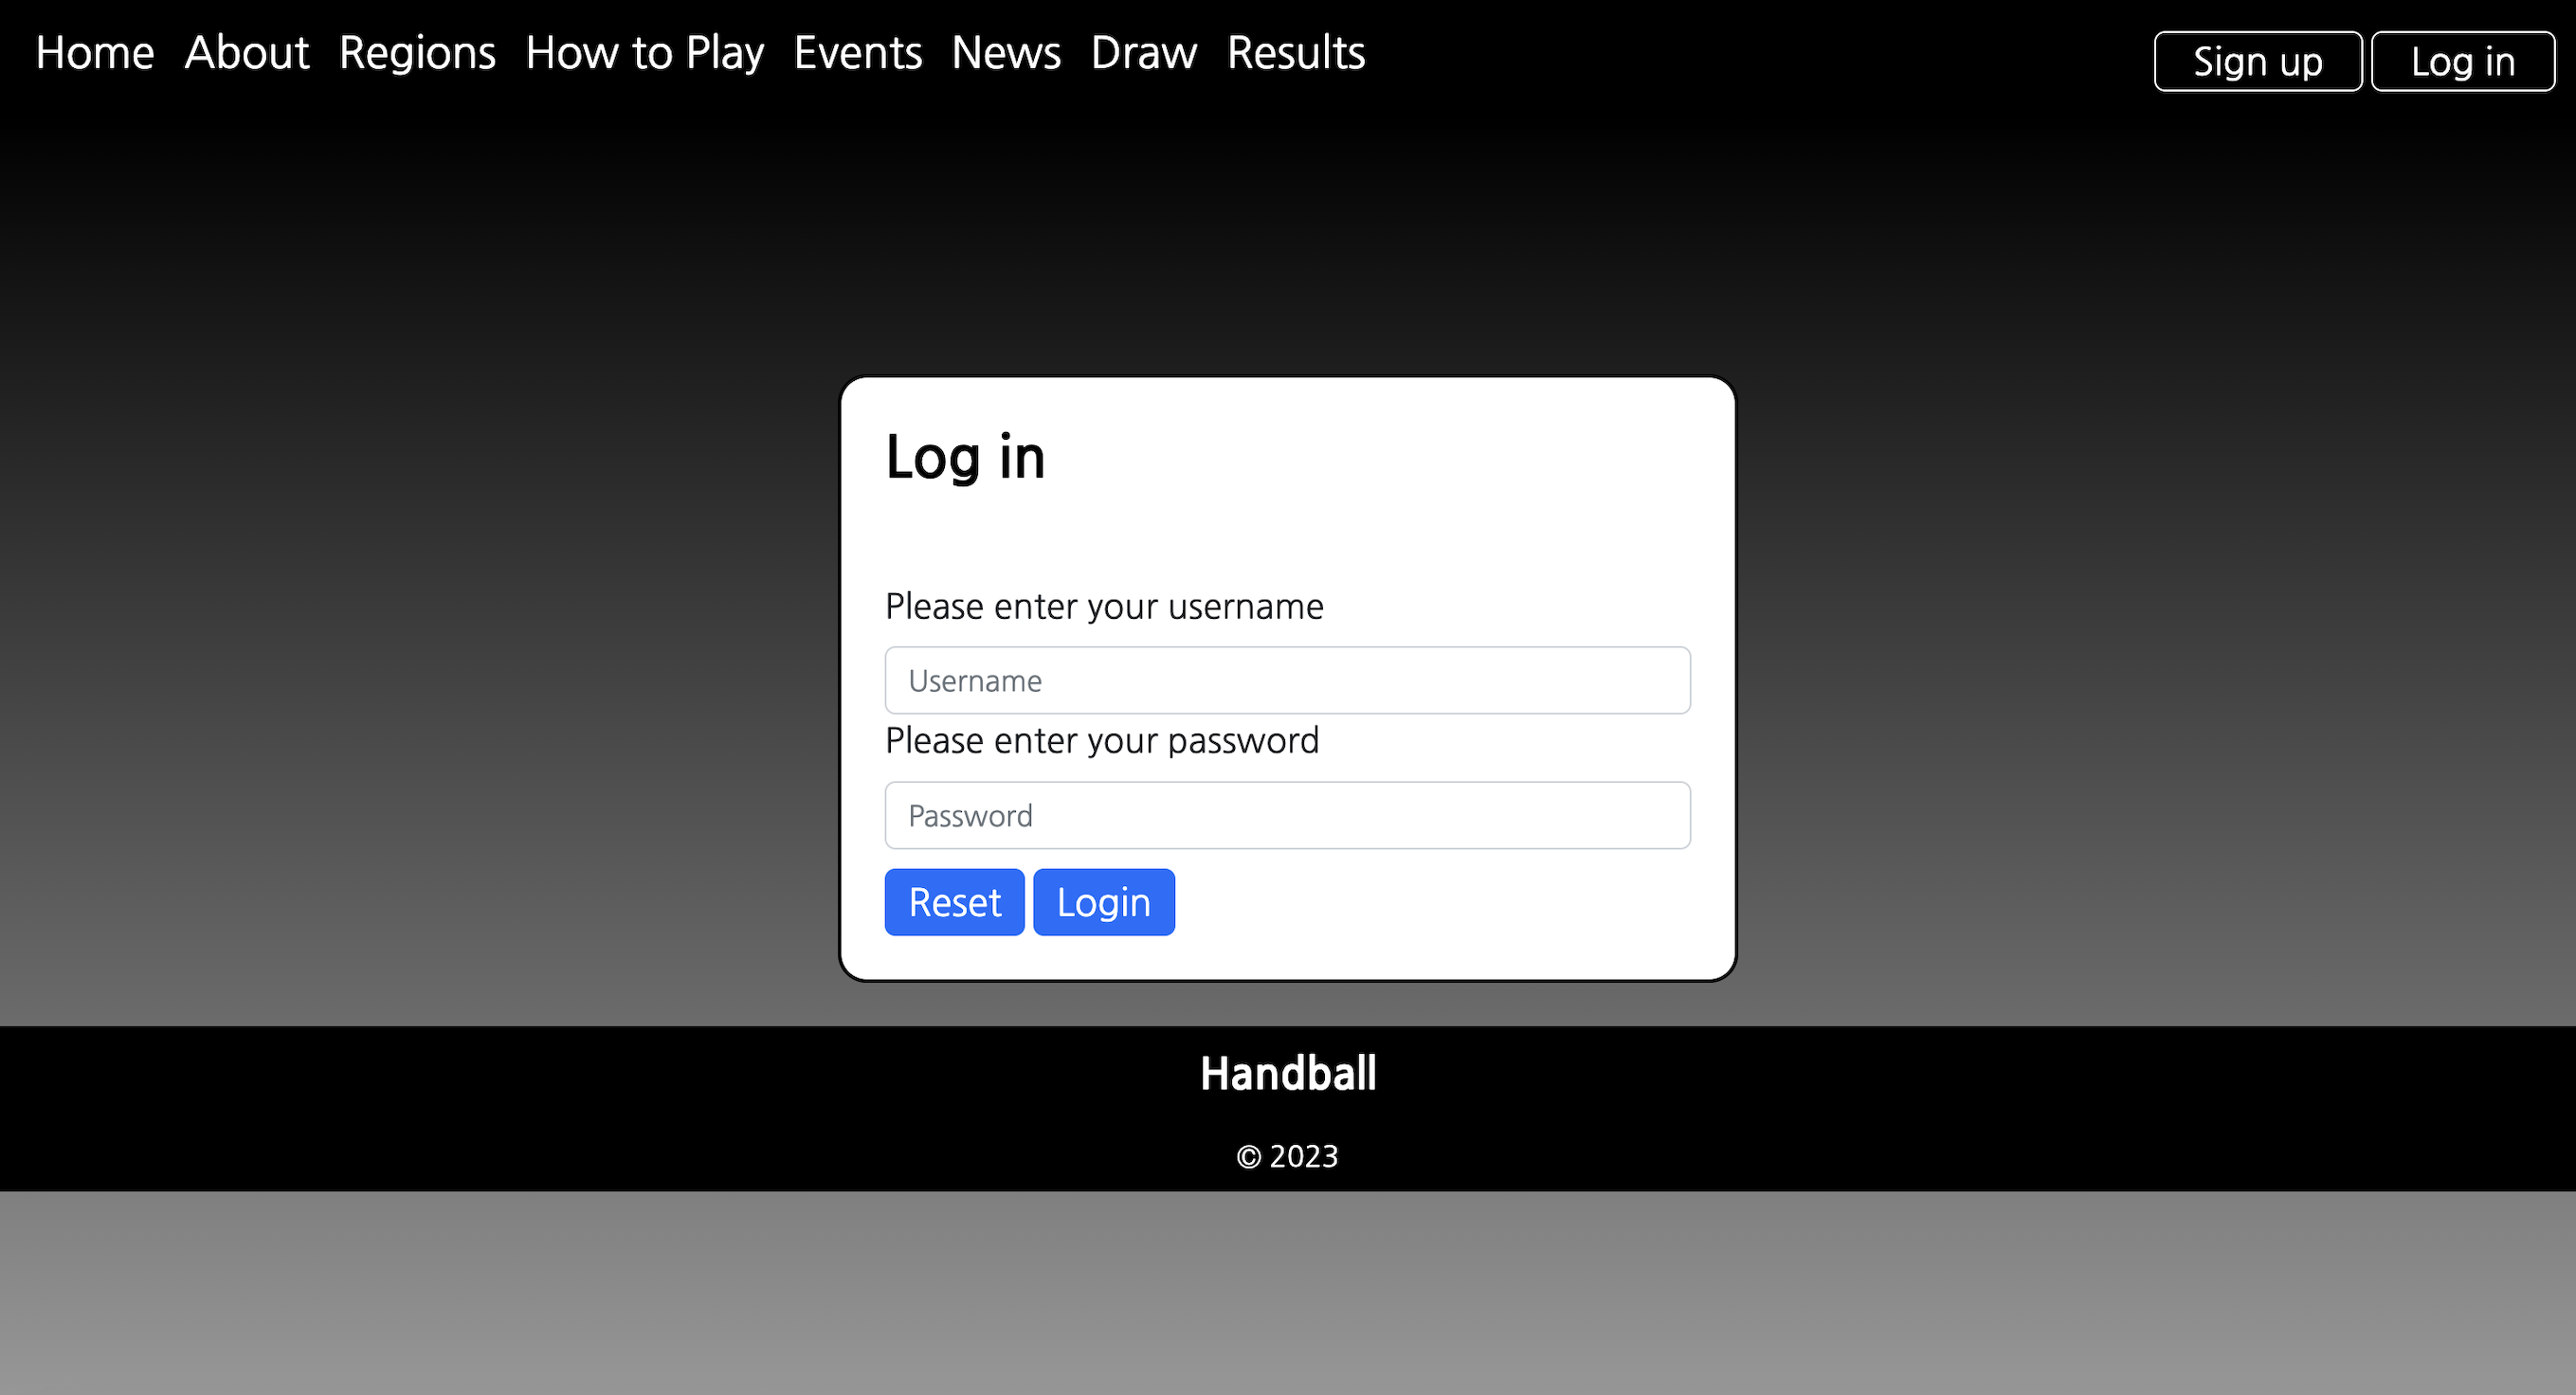 Home About Regions How to Play Events News Draw Results Sign up Log in
Log in
Please enter your username
Username
Please enter your password
Password
Reset Login
Handball
© 2023